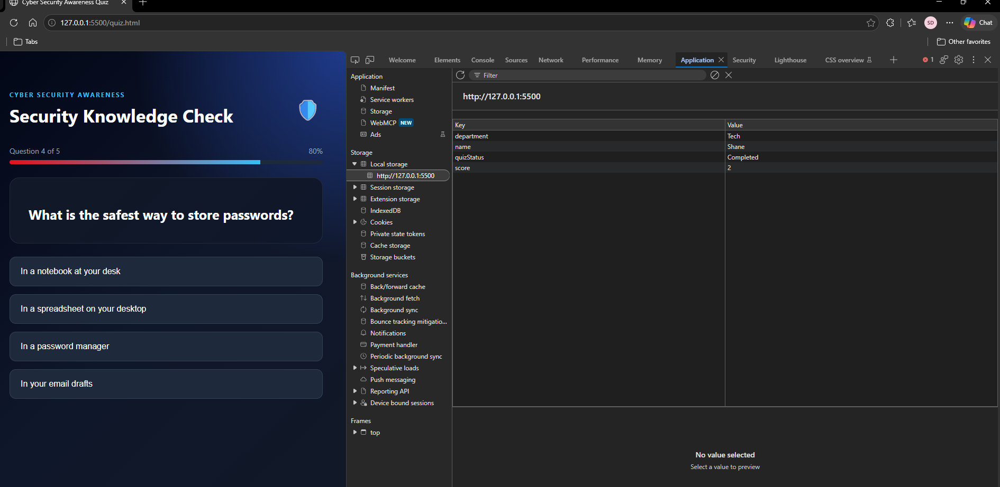 Cyber Security Awareness Quiz
127.0.0.1:5500/quiz.html
SD
Chat
Tabs
Other favorites
CYBER SECURITY AWARENESS
Security Knowledge Check
Question 4 of 5
80%
What is the safest way to store passwords?
In a notebook at your desk
In a spreadsheet on your desktop
In a password manager
In your email drafts
Welcome
Elements
Console
Sources
Network
Performance
Memory
Application
Security
Lighthouse
CSS overview
1
Application
Manifest
Service workers
Storage
WebMCP NEW
Ads
Storage
Local storage
http://127.0.0.1:5500
Session storage
Extension storage
IndexedDB
Cookies
Private state tokens
Cache storage
Storage buckets
Background services
Back/forward cache
Background fetch
Background sync
Bounce tracking mitigatio...
Notifications
Payment handler
Periodic background sync
Speculative loads
Push messaging
Reporting API
Device bound sessions
Frames
top
Filter
http://127.0.0.1:5500
Key Value
department Tech
name Shane
quizStatus Completed
score 2
No value selected
Select a value to preview